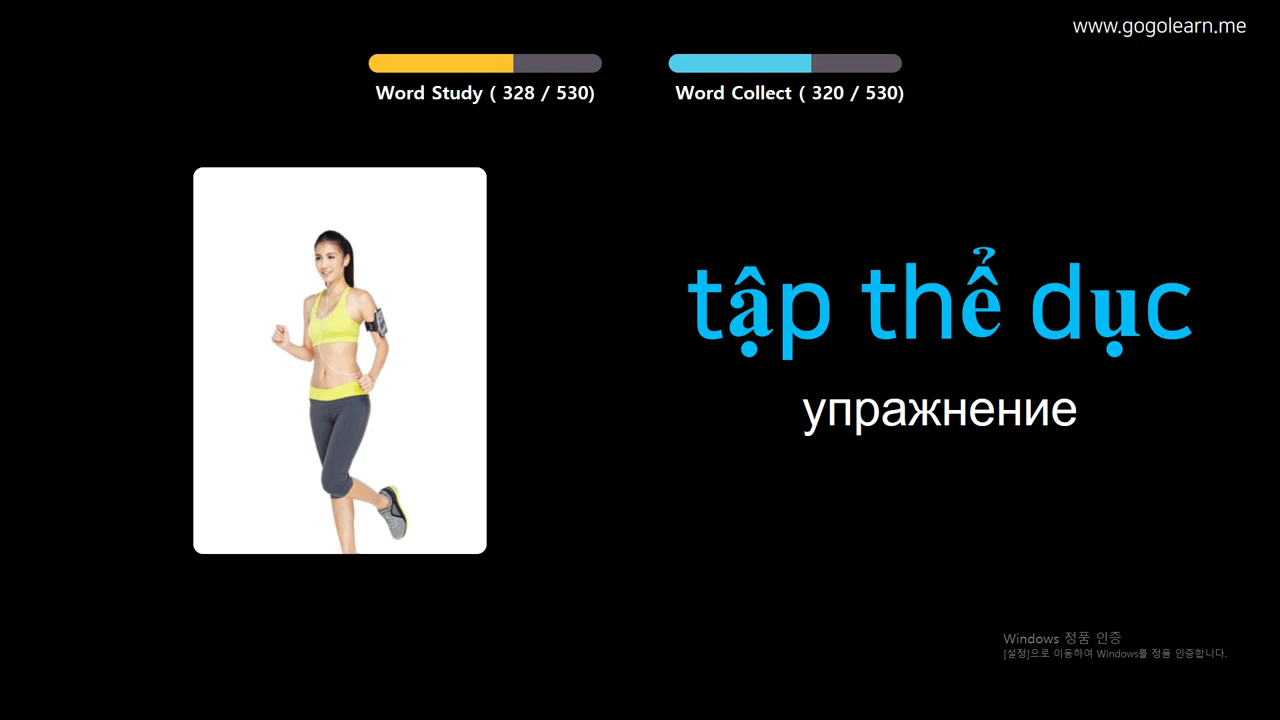 www.gogolearn.me
Word Study ( 328 / 530)
Word Collect ( 320 / 530)
tập thể dục
упражнение
Windows 정품 인증
[설정]으로 이동하여 Windows를 정품 인증합니다.